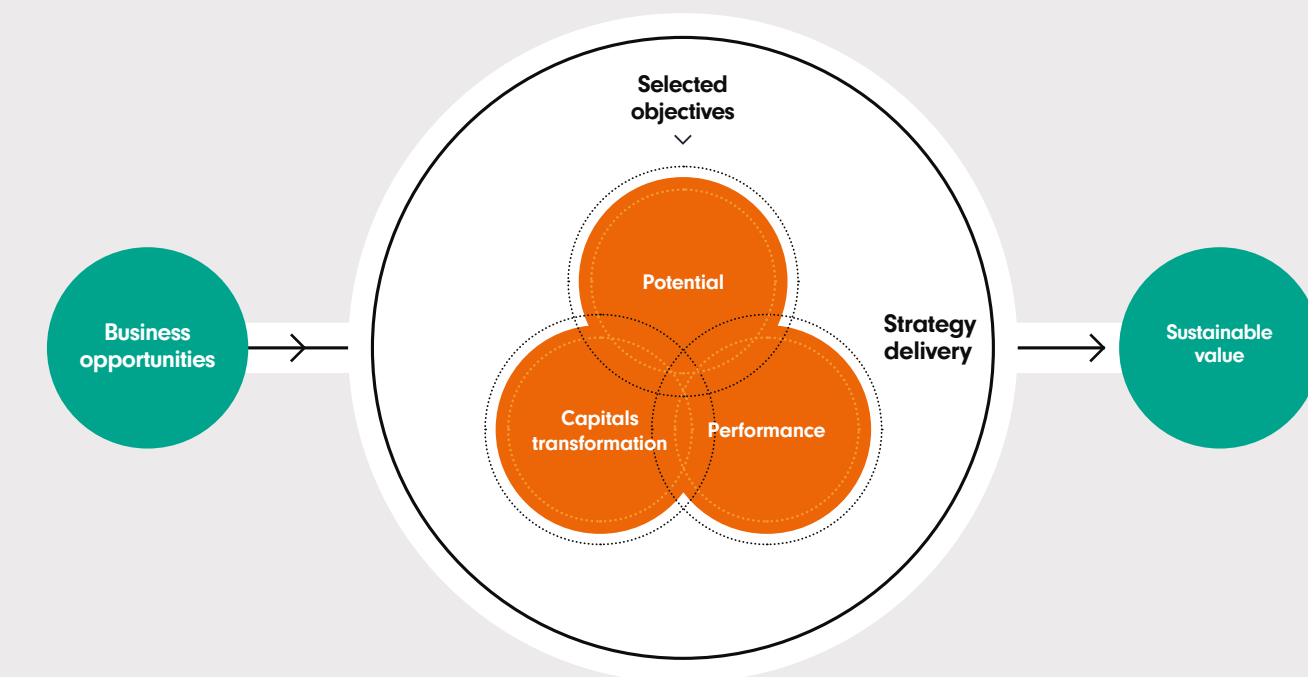 Selected
objectives
Potential
Business
opportunities
Strategy
delivery
Sustainable
value
Capitals
transformation
Performance